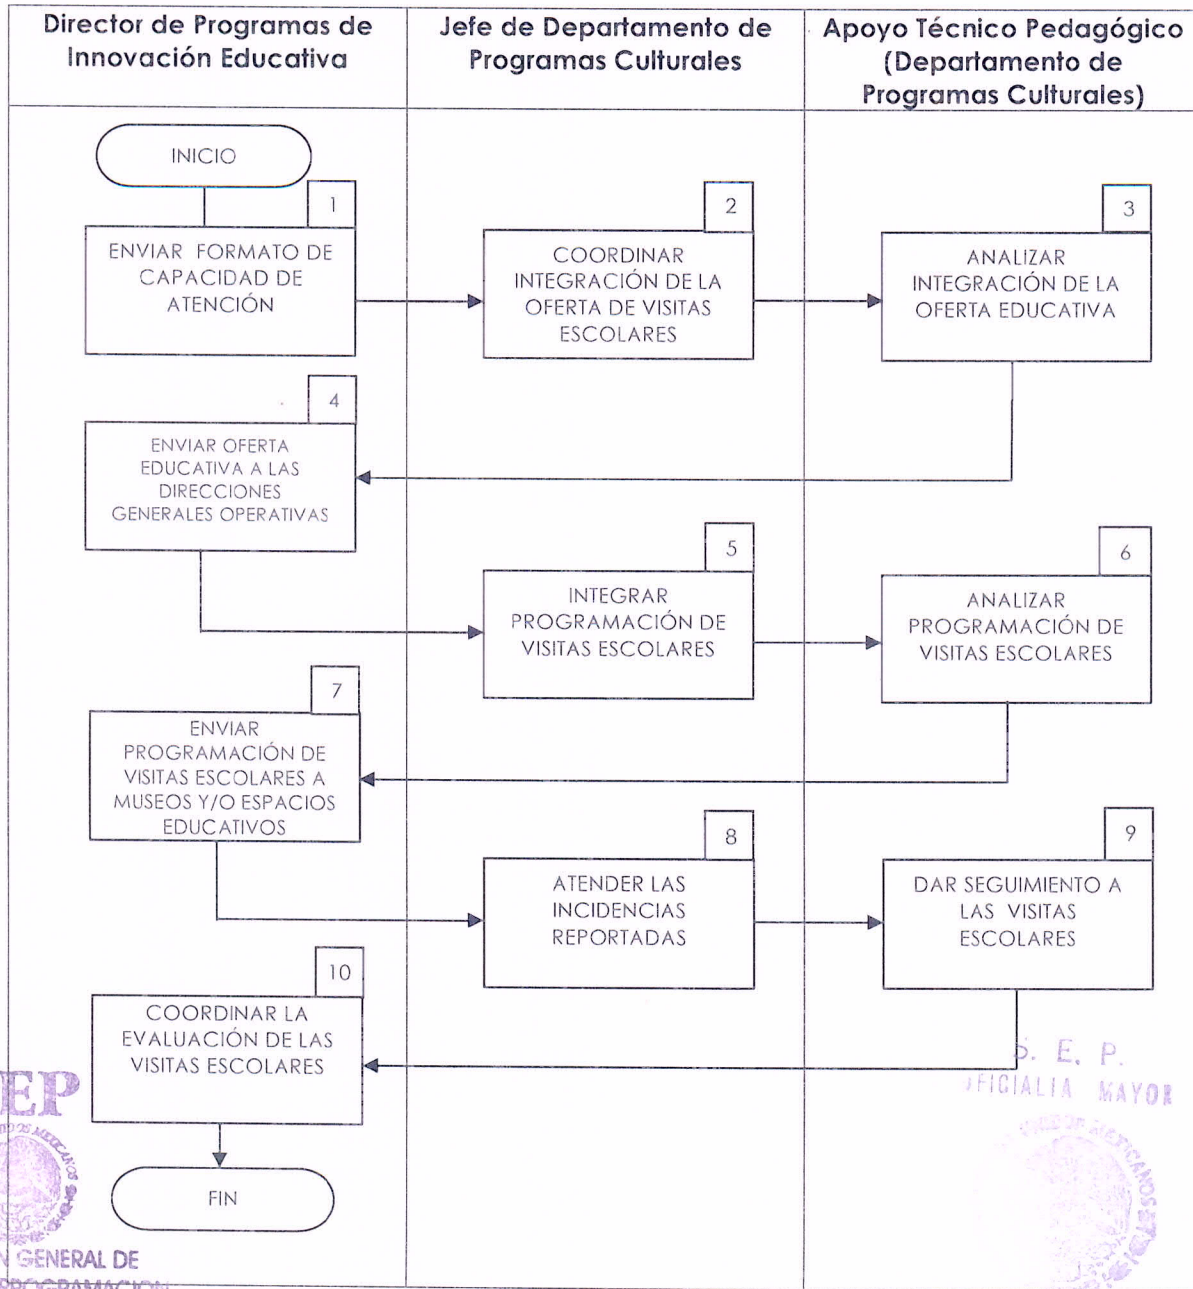 Director de Programas de
Innovación Educativa
Jefe de Departamento de
Programas Culturales
Apoyo Técnico Pedagógico
(Departamento de
Programas Culturales)
INICIO
1
ENVIAR FORMATO DE
CAPACIDAD DE
ATENCIÓN
2
COORDINAR
INTEGRACIÓN DE LA
OFERTA DE VISITAS
ESCOLARES
3
ANALIZAR
INTEGRACIÓN DE LA
OFERTA EDUCATIVA
4
ENVIAR OFERTA
EDUCATIVA A LAS
DIRECCIONES
GENERALES OPERATIVAS
5
INTEGRAR
PROGRAMACIÓN DE
VISITAS ESCOLARES
6
ANALIZAR
PROGRAMACIÓN DE
VISITAS ESCOLARES
7
ENVIAR
PROGRAMACIÓN DE
VISITAS ESCOLARES A
MUSEOS Y/O ESPACIOS
EDUCATIVOS
8
ATENDER LAS
INCIDENCIAS
REPORTADAS
9
DAR SEGUIMIENTO A
LAS VISITAS
ESCOLARES
10
COORDINAR LA
EVALUACIÓN DE LAS
VISITAS ESCOLARES
FIN
EP
N GENERAL DE
PROGRAMACION
S. E. P.
OFICIALIA MAYOR